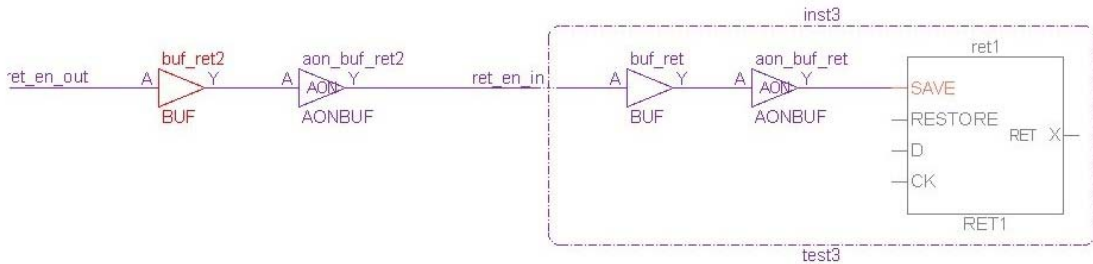 inst3
buf_ret2 aon_buf_ret2 buf_ret aon_buf_ret ret1
ret_en_out A Y A AON Y ret_en_in A Y A AON Y SAVE
BUF AONBUF BUF AONBUF RESTORE
RET X
D
CK
RET1
test3